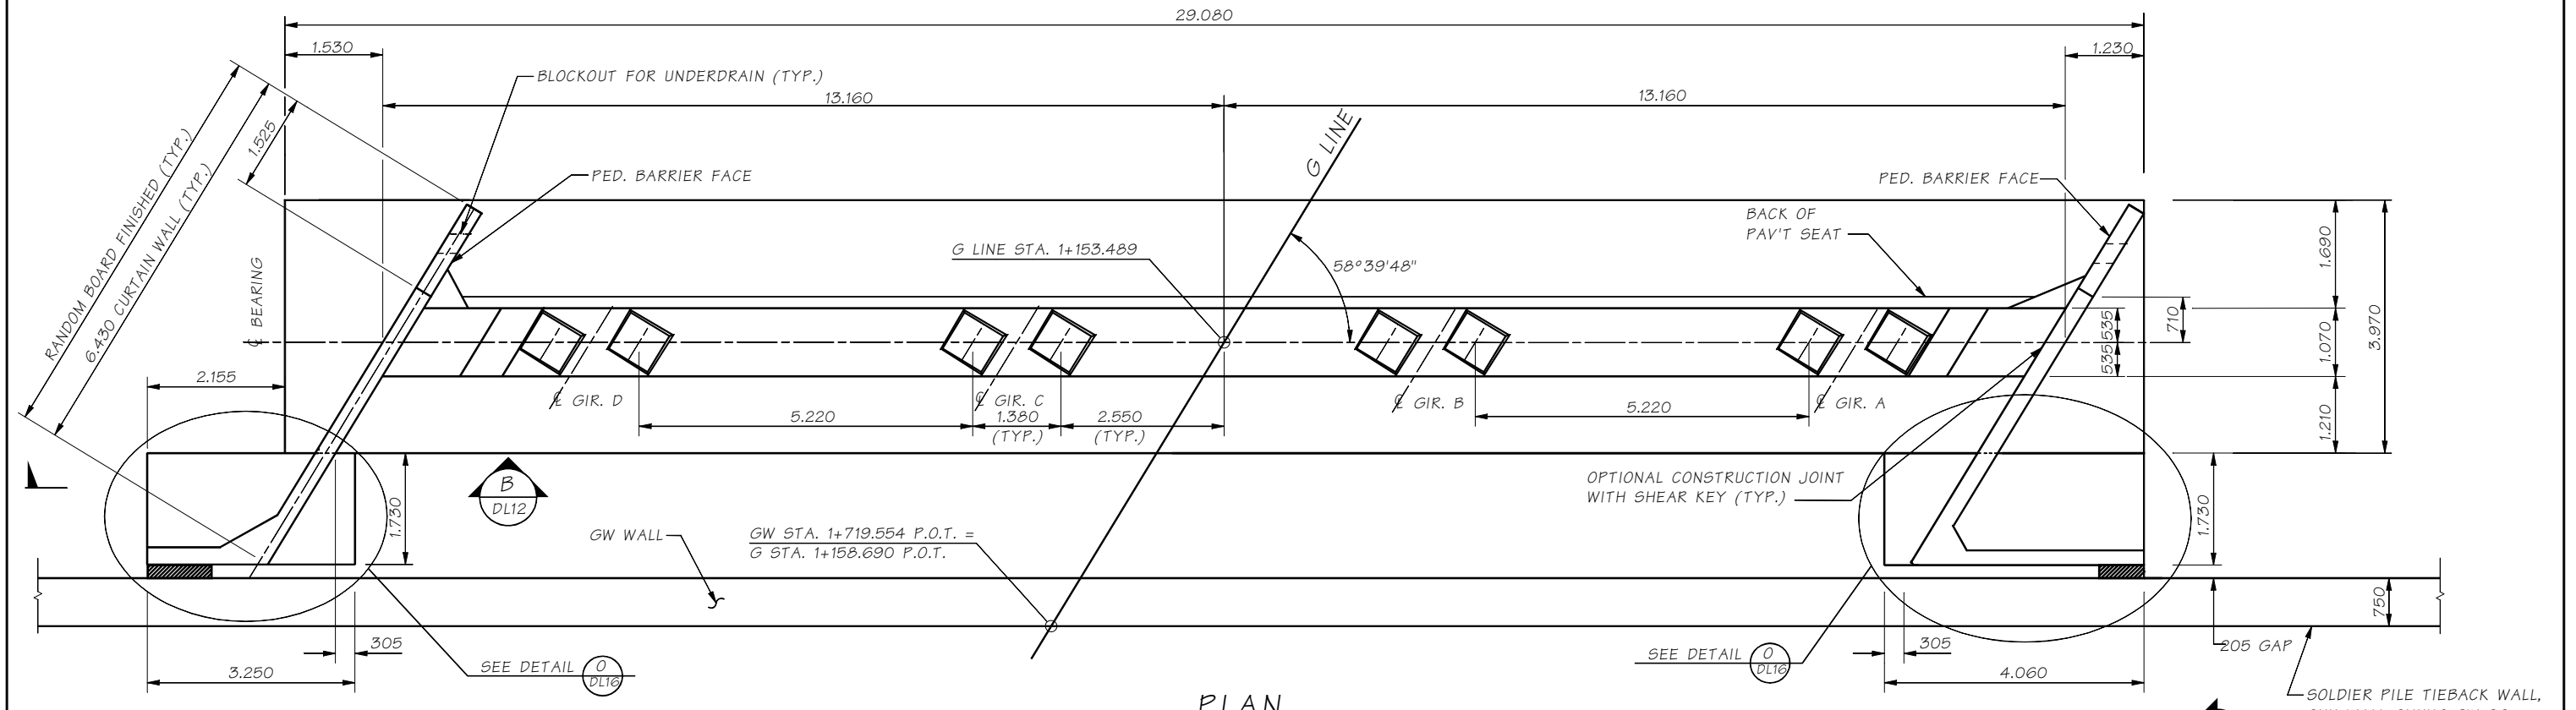 29.080
1.530
1.230
BLOCKOUT FOR UNDERDRAIN (TYP.)
13.160
13.160
RANDOM BOARD FINISHED (TYP.)
6.430 CURTAIN WALL (TYP.)
1.525
G LINE
PED. BARRIER FACE
PED. BARRIER FACE
BACK OF
PAV'T SEAT
G LINE STA. 1+153.489
58°39'48"
℄ BEARING
1.690
535
710
1.070
3.970
535
1.210
2.155
℄ GIR. D
℄ GIR. C
℄ GIR. B
℄ GIR. A
5.220
1.380
(TYP.)
2.550
(TYP.)
5.220
B
DL12
1.730
OPTIONAL CONSTRUCTION JOINT
WITH SHEAR KEY (TYP.)
1.730
GW WALL
GW STA. 1+719.554 P.O.T. =
G STA. 1+158.690 P.O.T.
750
305
3.250
SEE DETAIL
O
DL16
SEE DETAIL
O
DL16
305
205 GAP
4.060
SOLDIER PILE TIEBACK WALL,
PLAN